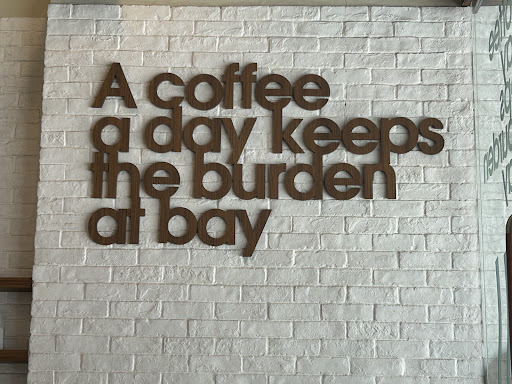 A coffee
a day keeps
the burden
at bay